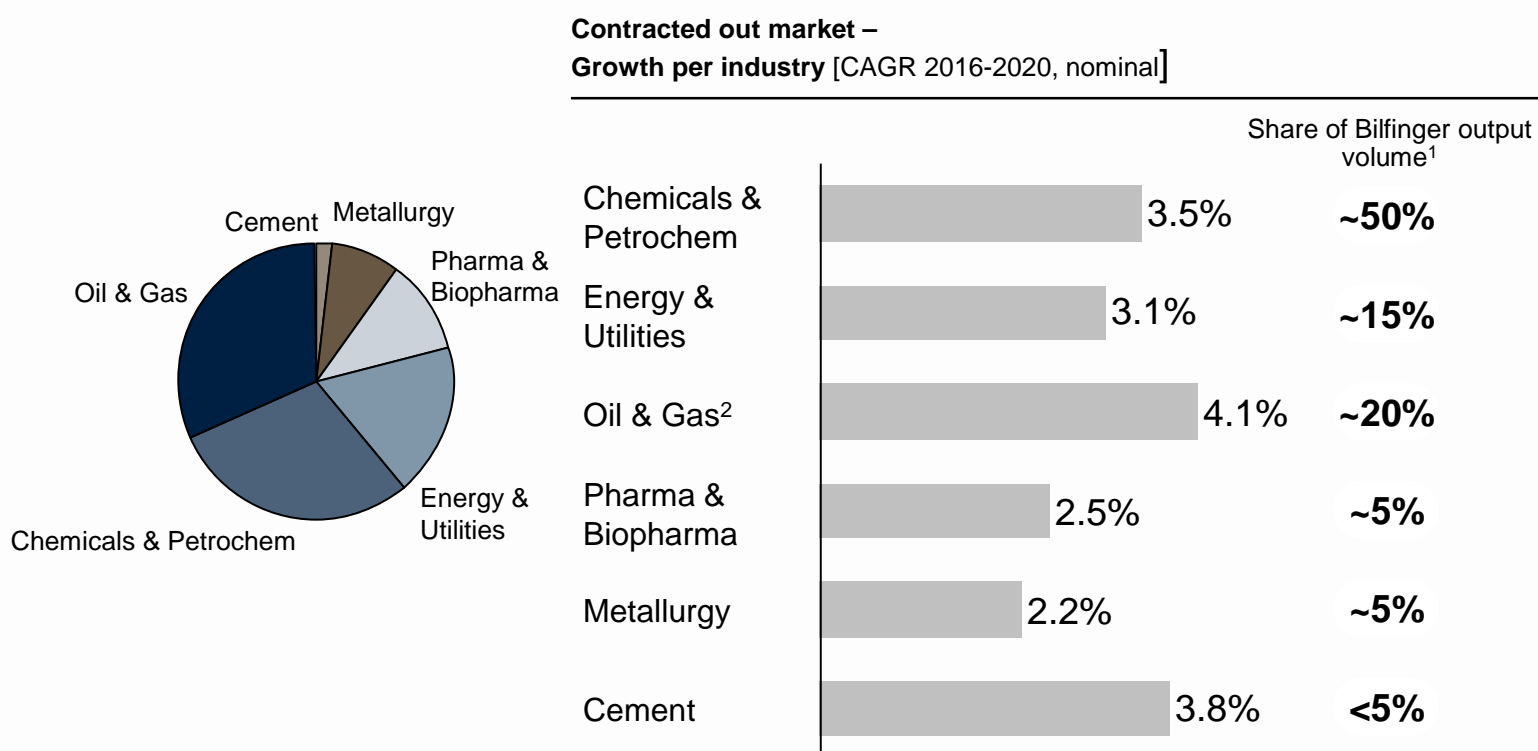 Contracted out market –
Growth per industry [CAGR 2016-2020, nominal]
Share of Bilfinger output
volume¹
Cement
Metallurgy
Pharma &
Biopharma
Oil & Gas
Energy &
Utilities
Chemicals & Petrochem
Chemicals &
Petrochem
3.5%
~50%
Energy &
Utilities
3.1%
~15%
Oil & Gas²
4.1%
~20%
Pharma &
Biopharma
2.5%
~5%
Metallurgy
2.2%
~5%
Cement
3.8%
<5%